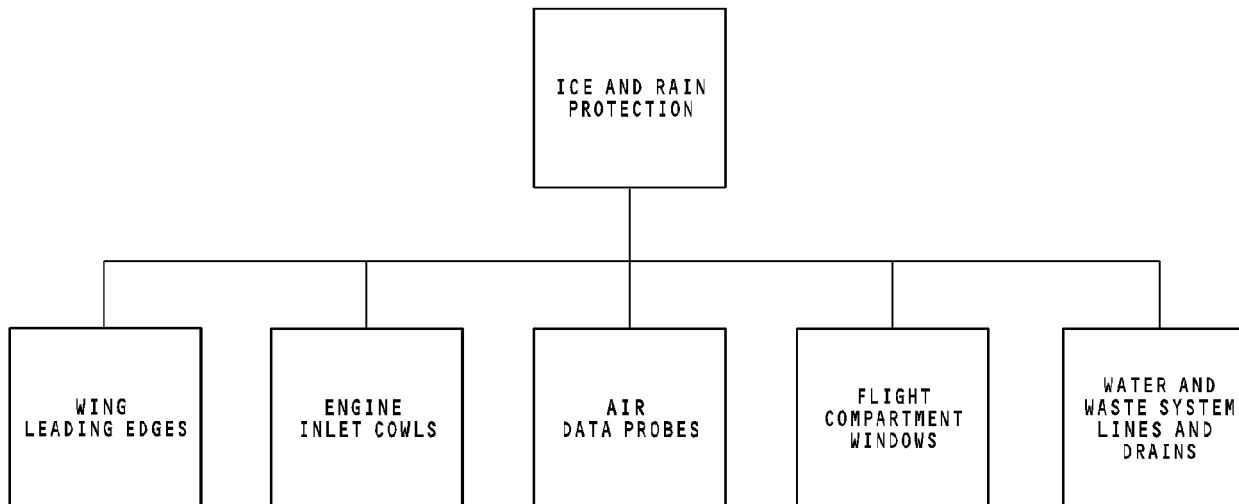 ICE AND RAIN
PROTECTION
WING
LEADING EDGES
ENGINE
INLET COWLS
AIR
DATA PROBES
FLIGHT
COMPARTMENT
WINDOWS
WATER AND
WASTE SYSTEM
LINES AND
DRAINS